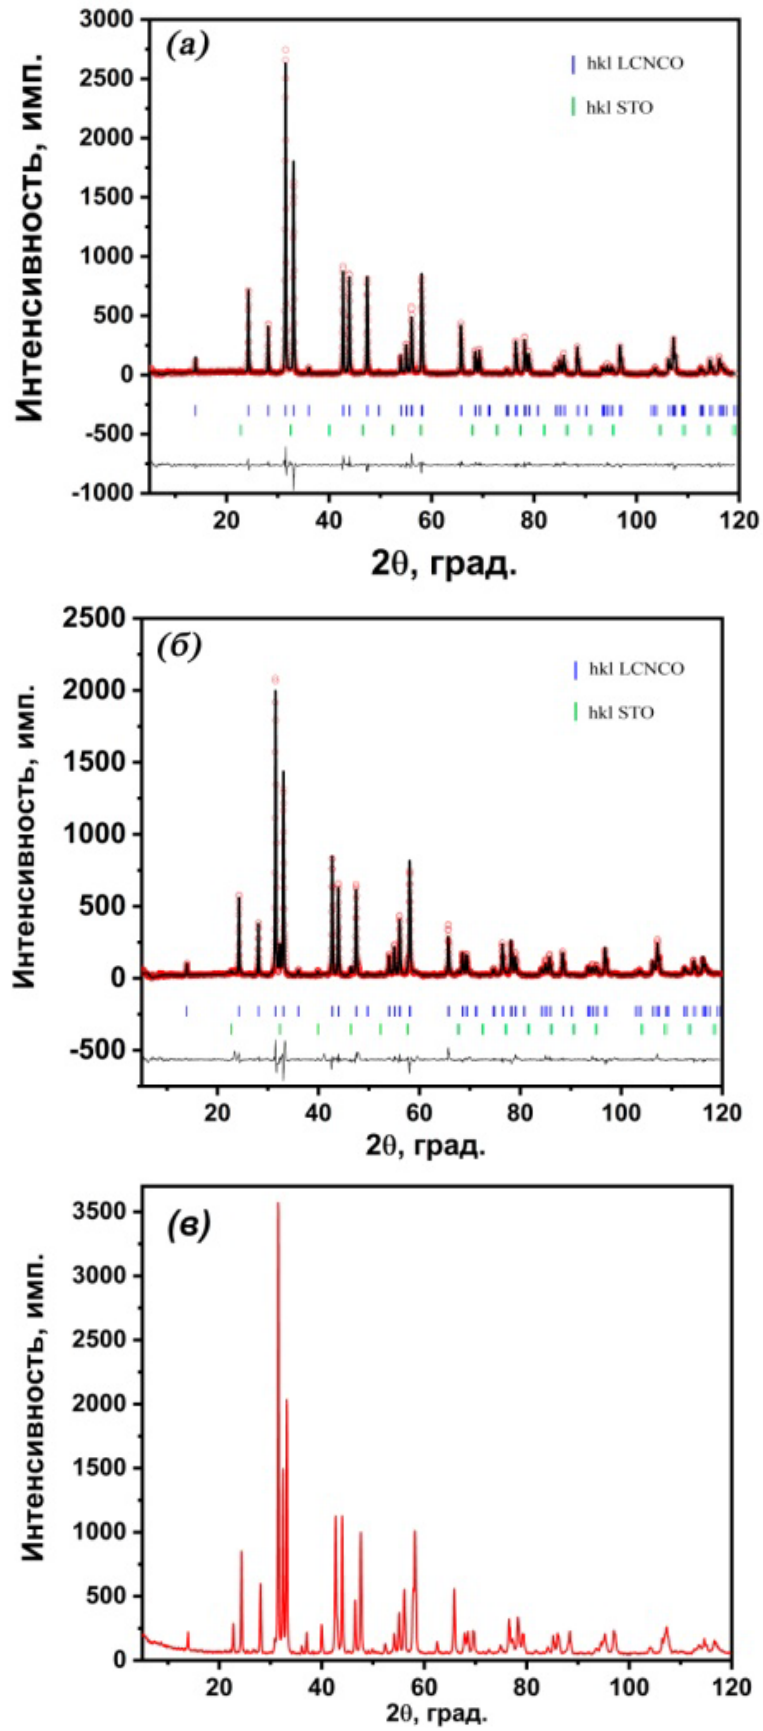 (а)
hkl LCNCO
hkl STO
Интенсивность, имп.
3000
2500
2000
1500
1000
500
0
-500
-1000
20 40 60 80 100 120
2θ, град.
(б)
hkl LCNCO
hkl STO
Интенсивность, имп.
2500
2000
1500
1000
500
0
-500
20 40 60 80 100 120
2θ, град.
(в)
Интенсивность, имп.
3500
3000
2500
2000
1500
1000
500
0
20 40 60 80 100 120
2θ, град.